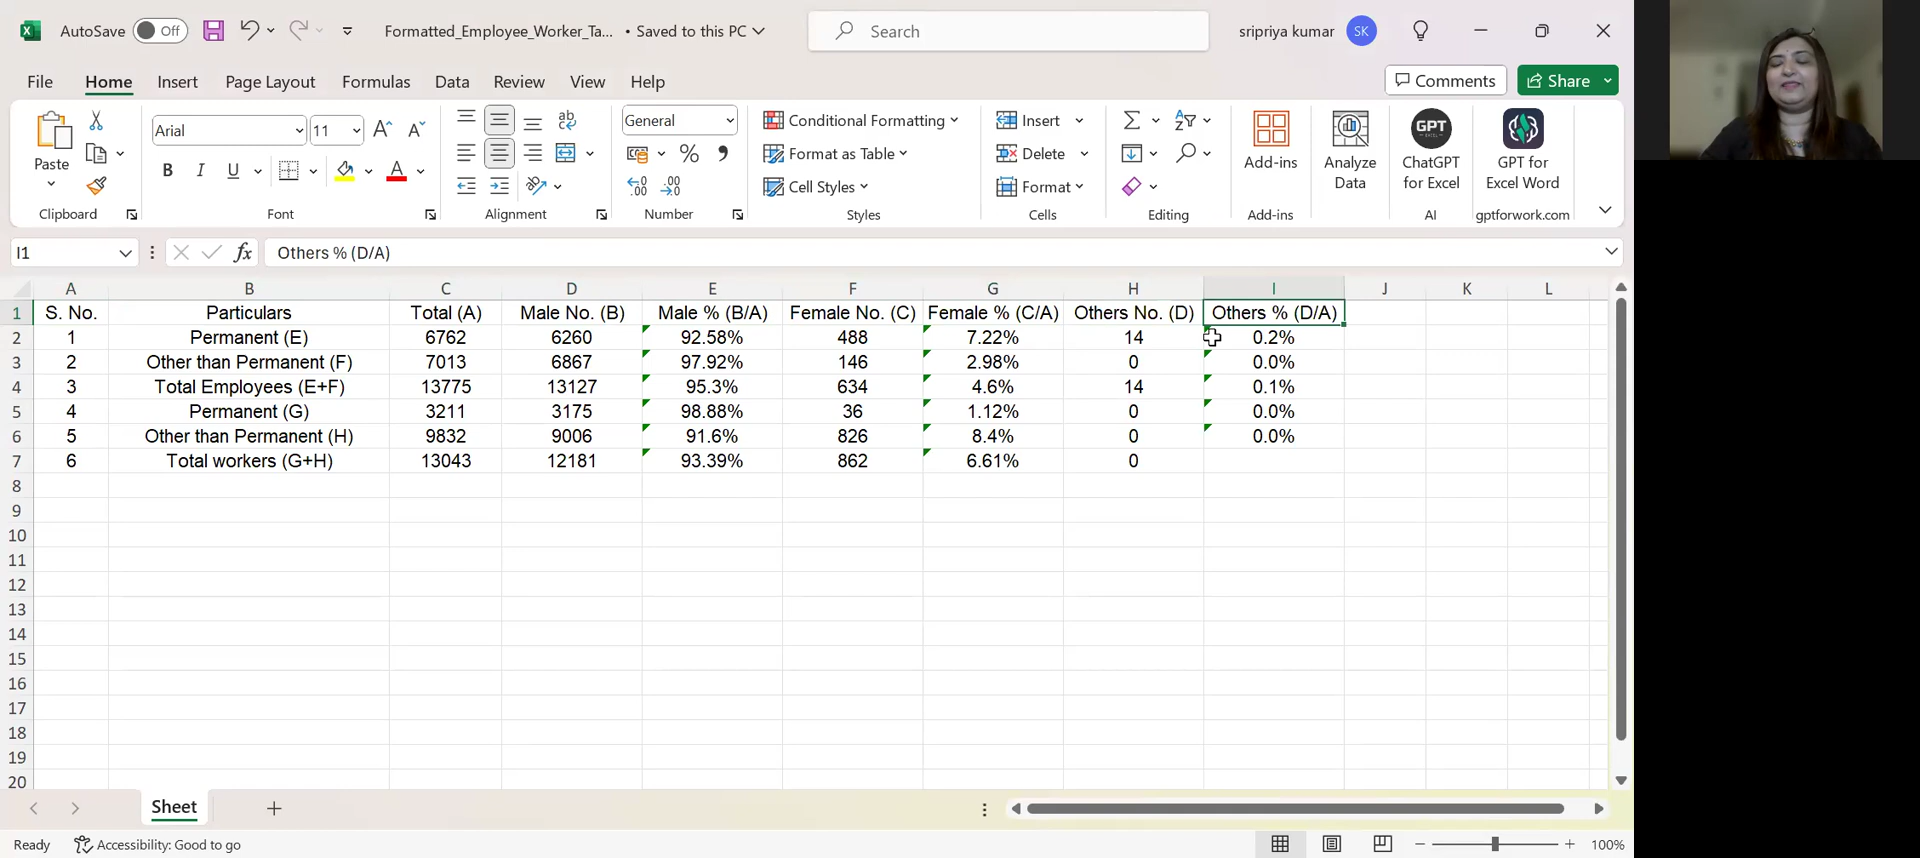 AutoSave Off Formatted_Employee_Worker_Ta... • Saved to this PC Search sripriya kumar SK
File Home Insert Page Layout Formulas Data Review View Help Comments Share
Paste
Clipboard
Arial 11
B I U A
Font
ab
Alignment
General
% 9
Number
Conditional Formatting
Format as Table
Cell Styles
Styles
Insert
Delete
Format
Cells
Editing
Add-ins
Add-ins
Analyze
Data
GPT
EXCEL
ChatGPT
for Excel
AI
GPT for
Excel Word
gptforwork.com
I1 fx Others % (D/A)
A B C D E F G H I J K L
1 S. No. Particulars Total (A) Male No. (B) Male % (B/A) Female No. (C) Female % (C/A) Others No. (D) Others % (D/A)
2 1 Permanent (E) 6762 6260 92.58% 488 7.22% 14 0.2%
3 2 Other than Permanent (F) 7013 6867 97.92% 146 2.98% 0 0.0%
4 3 Total Employees (E+F) 13775 13127 95.3% 634 4.6% 14 0.1%
5 4 Permanent (G) 3211 3175 98.88% 36 1.12% 0 0.0%
6 5 Other than Permanent (H) 9832 9006 91.6% 826 8.4% 0 0.0%
7 6 Total workers (G+H) 13043 12181 93.39% 862 6.61% 0
8
9
10
11
12
13
14
15
16
17
18
19
20
Sheet
Ready Accessibility: Good to go 100%